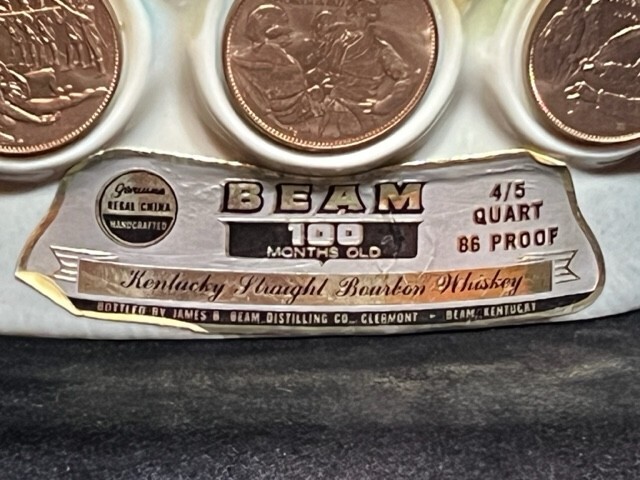 Genuine
REGAL CHINA
HANDCRAFTED
BEAM
100
MONTHS OLD
4/5
QUART
86 PROOF
Kentucky Straight Bourbon Whiskey
BOTTLED BY JAMES B. BEAM DISTILLING CO. CLERMONT - BEAM, KENTUCKY